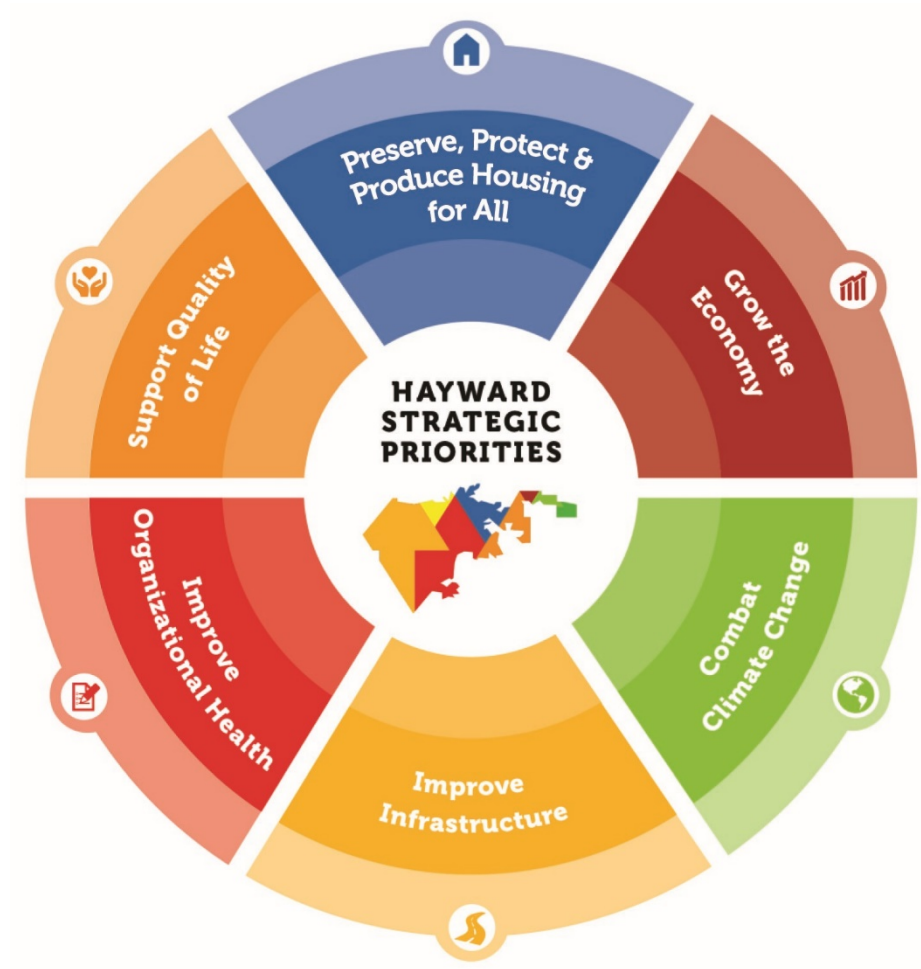 Preserve, Protect &
Produce Housing
for All
Grow the
Economy
Combat
Climate Change
Improve
Infrastructure
Improve
Organizational Health
Support Quality
of Life
HAYWARD
STRATEGIC
PRIORITIES